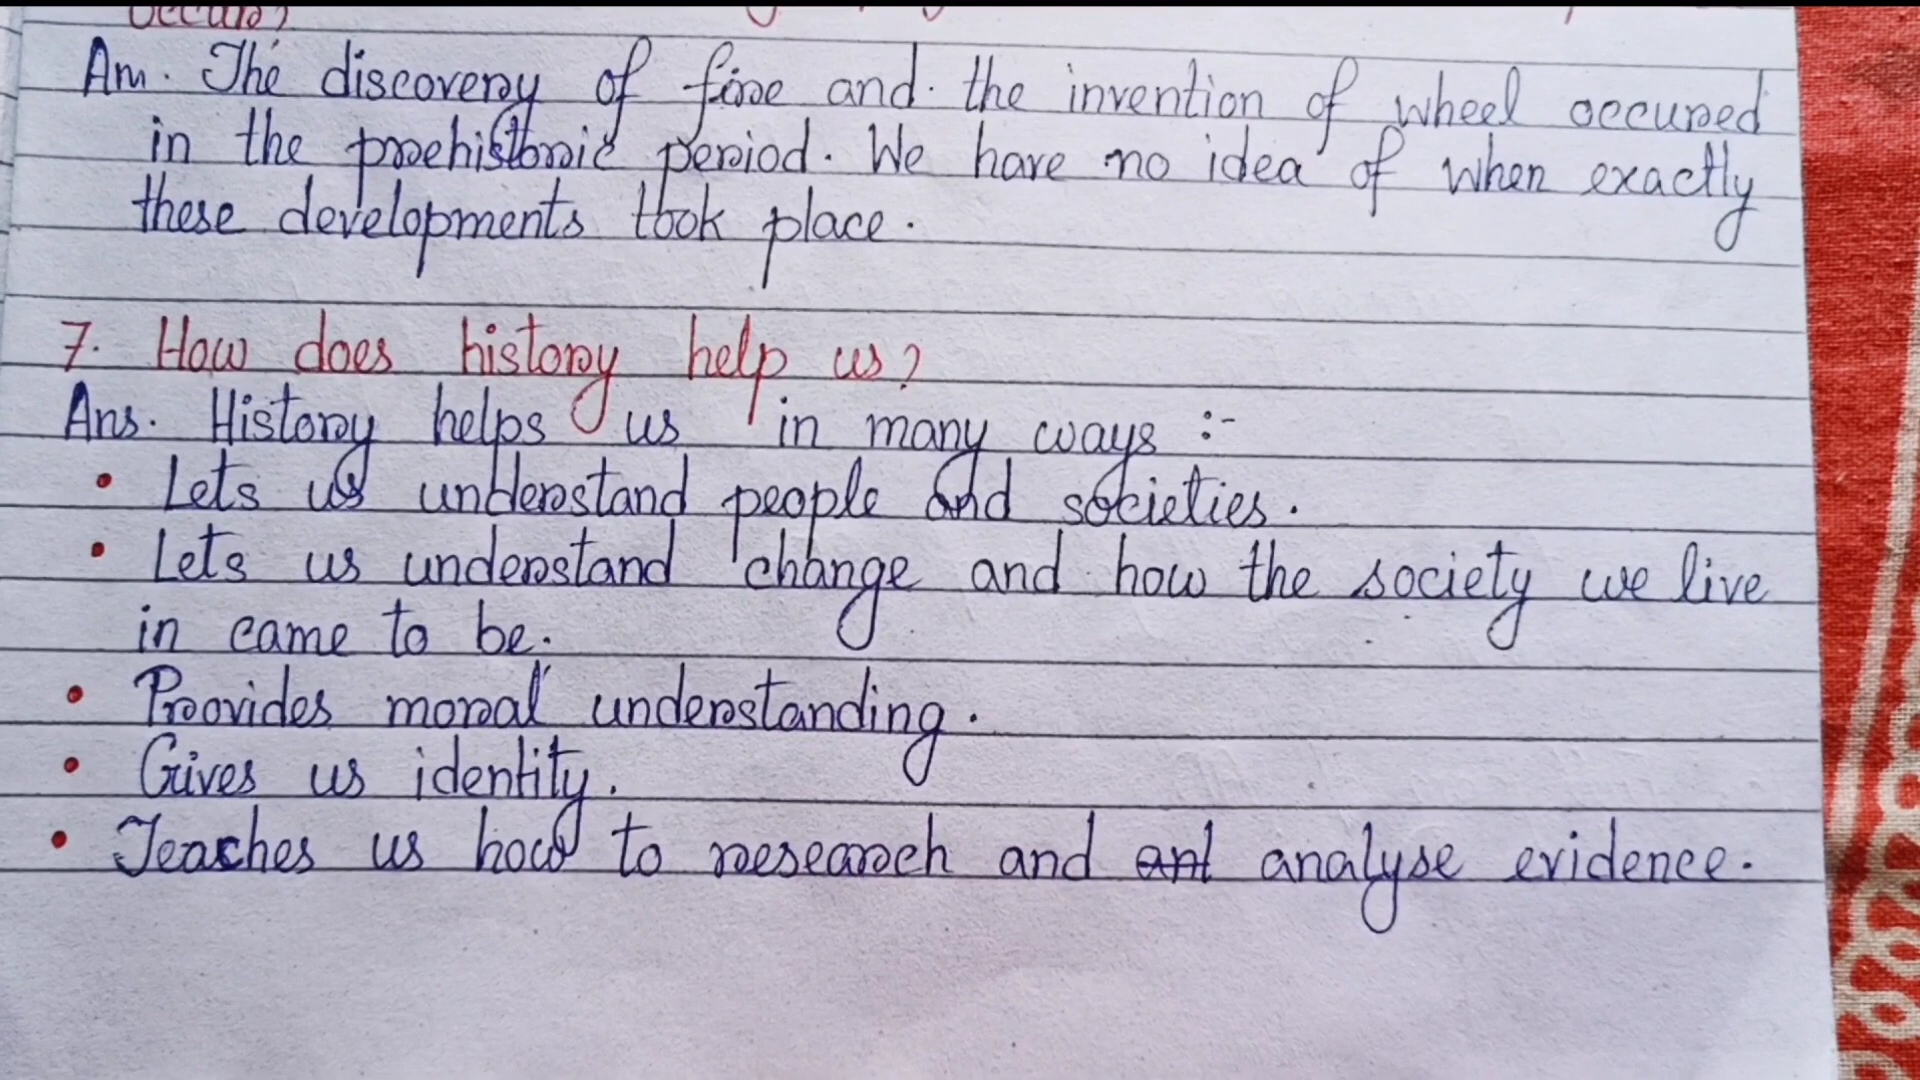 occur?
Ans. The discovery of fire and the invention of wheel occured
in the prehistoric period. We have no idea of when exactly
these developments took place.
7. How does history help us?
Ans. History helps us in many ways :-
• Lets us understand people and societies.
• Lets us understand change and how the society we live
in came to be.
• Provides moral understanding.
• Gives us identity.
• Teaches us how to research and ant analyse evidence.